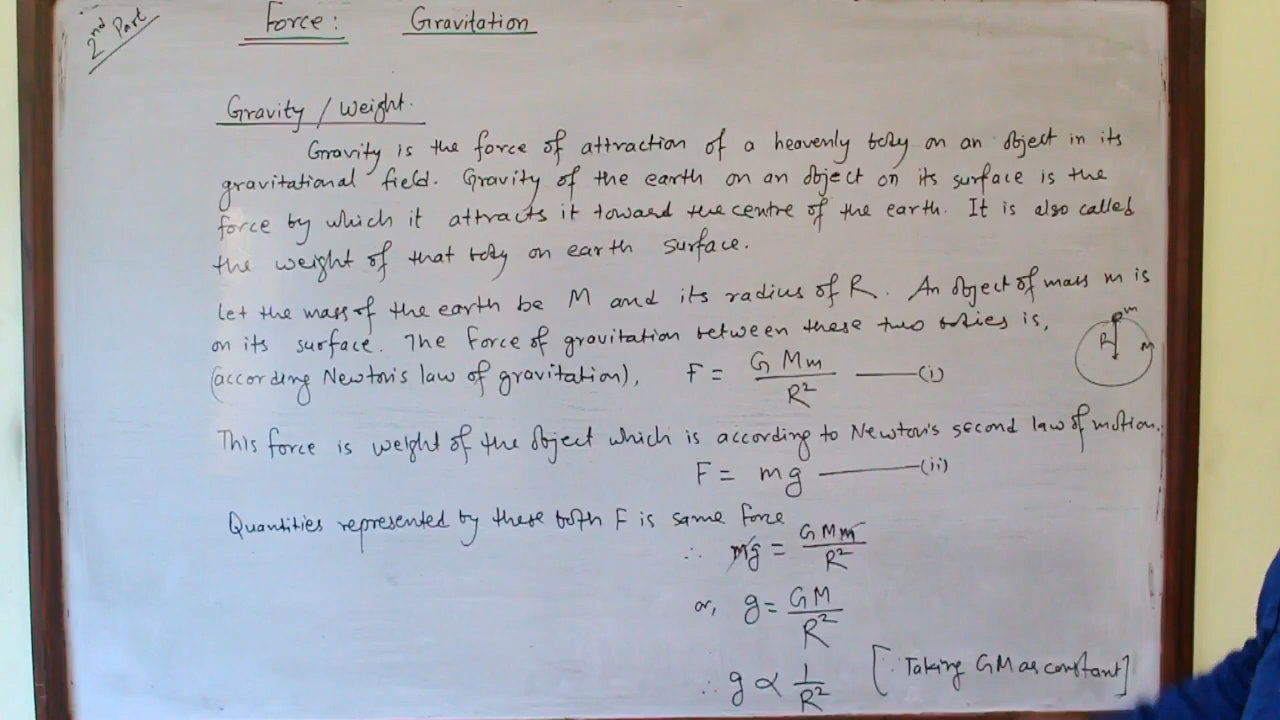 2nd Part
Force: Gravitation
Gravity / Weight.
Gravity is the force of attraction of a heavenly body on an object in its
gravitational field. Gravity of the earth on an object on its surface is the
force by which it attracts it toward the centre of the earth. It is also called
the weight of that body on earth surface.
Let the mass of the earth be M and its radius of R. An object of mass m is
on its surface. The Force of gravitation between these two bodies is,
(according Newton's law of gravitation), F = G Mm / R² —— (i)
m
R
M
This force is weight of the object which is according to Newton's second law of motion.
F = mg —— (ii)
Quantities represented by these both F is same force
∴ mg = G Mm / R²
or, g = GM / R²
∴ g ∝ 1 / R² [∵ Taking GM as constant]